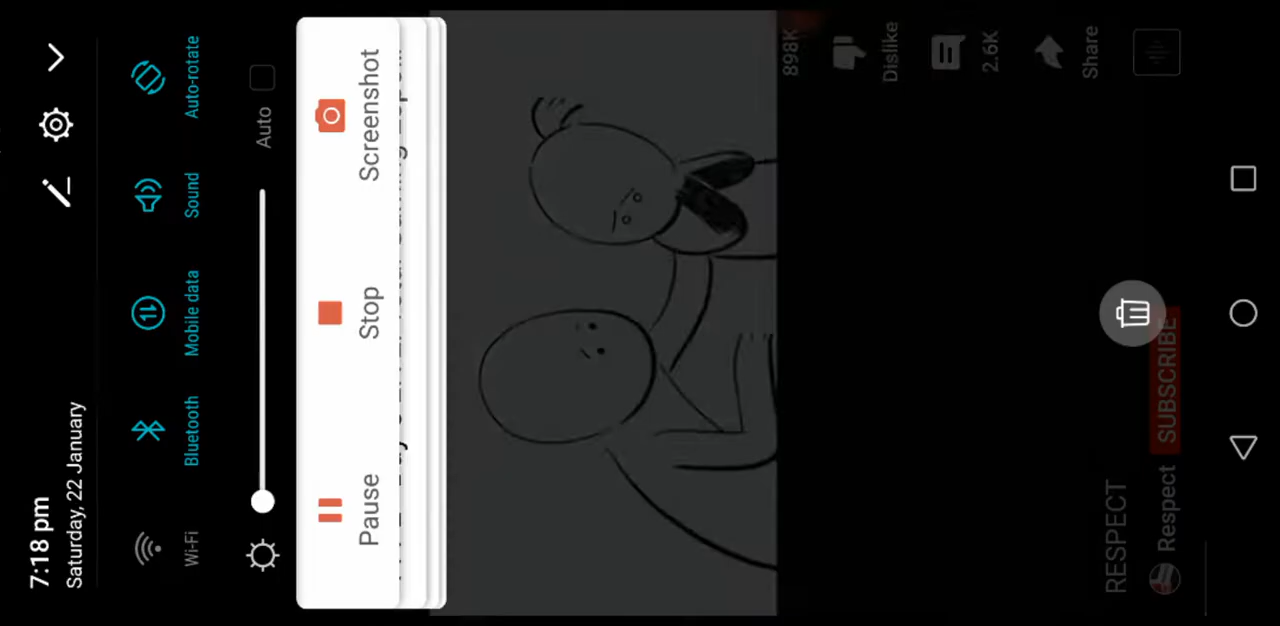 7:18 pm
Saturday, 22 January
Wi-Fi
Bluetooth
Mobile data
Sound
Auto-rotate
Auto
Pause
Stop
Screenshot
898K
Dislike
2.6K
Share
RESPECT
Respect
SUBSCRIBE